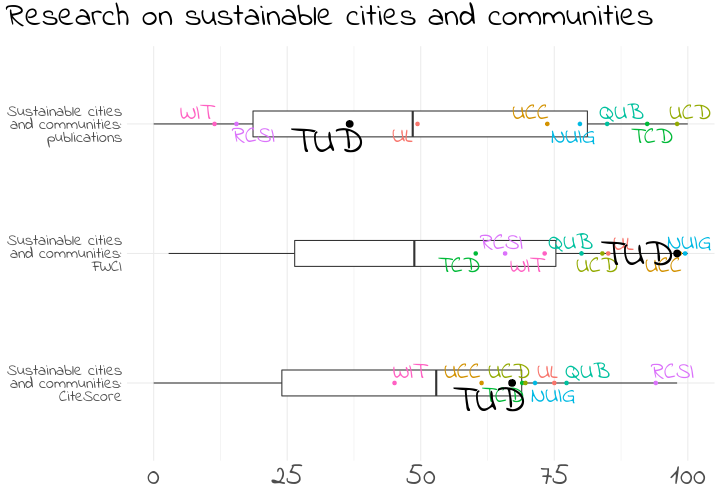 Research on sustainable cities and communities
Sustainable cities
and communities:
publications
WIT
RCSI
TUD
UL
UCC
NUIG
QUB
TCD
UCD
Sustainable cities
and communities:
FWCI
TCD
RCSI
WIT
QUB
UCD
UL
TUD
UCC
NUIG
Sustainable cities
and communities:
CiteScore
WIT
UCC
TUD
UCD
TCD
UL
NUIG
QUB
RCSI
0 25 50 75 100